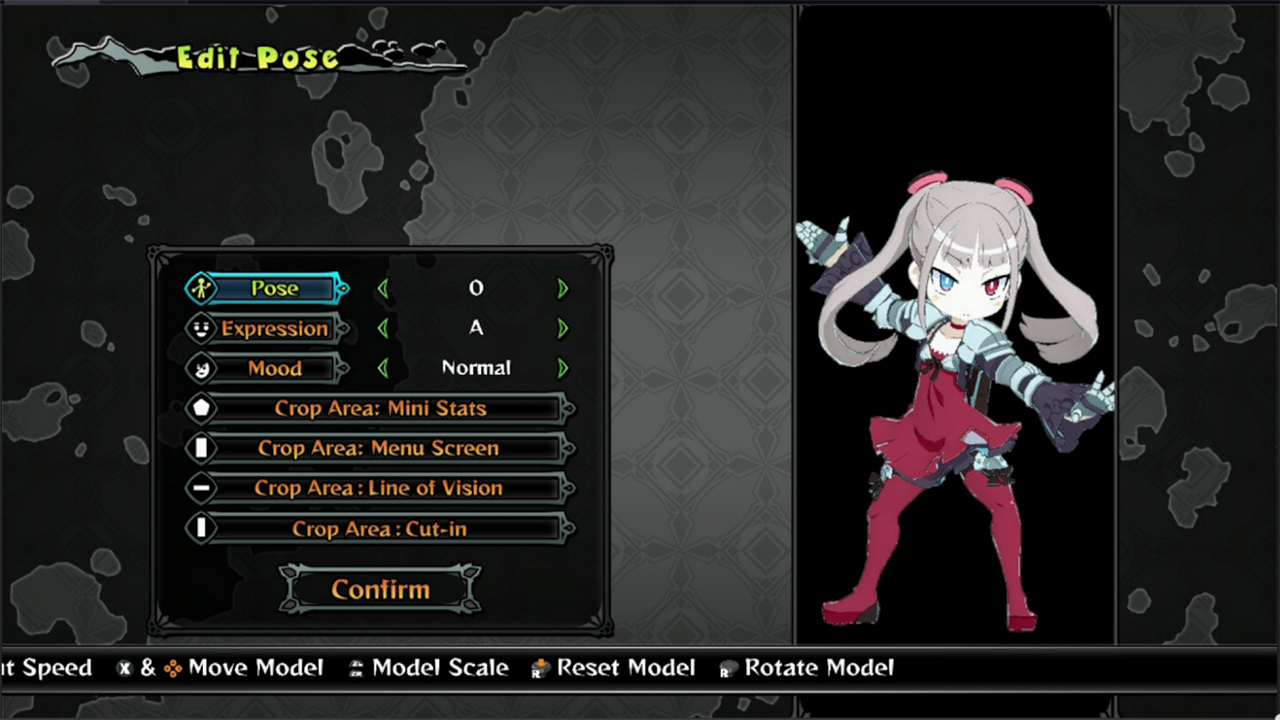 Edit Pose
Pose O
Expression A
Mood Normal
Crop Area: Mini Stats
Crop Area: Menu Screen
Crop Area: Line of Vision
Crop Area: Cut-in
Confirm
t Speed X & Move Model Model Scale R Reset Model R Rotate Model